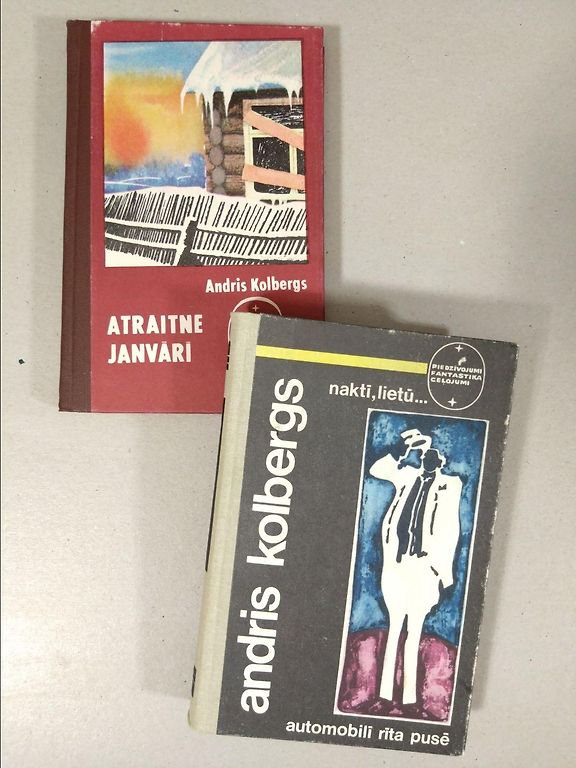 Andris Kolbergs
ATRAITNE
JANVĀRĪ
PIEDZĪVOJUMI
FANTASTIKA
CEĻOJUMI
naktī, lietū...
andris kolbergs
automobilī rīta pusē